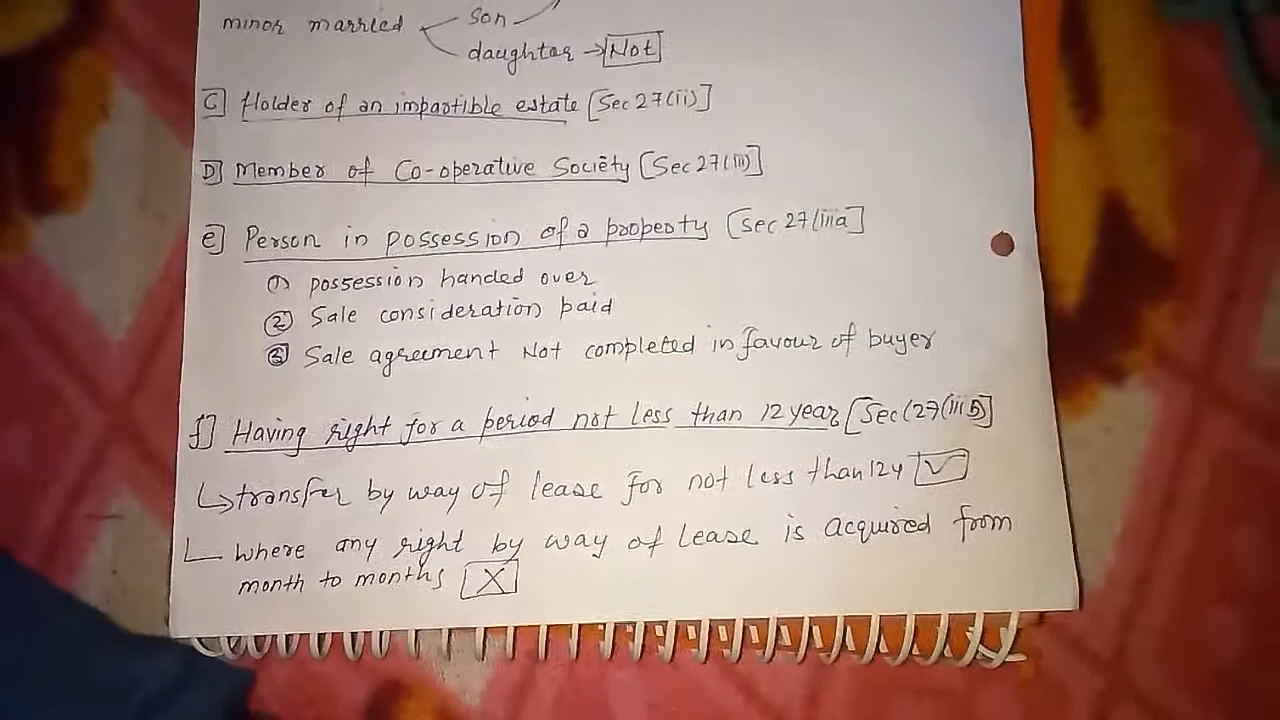 minor married son
daughter → Not
C] Holder of an impartible estate [Sec 27(ii)]
D] Member of Co-operative Society [Sec 27(iii)]
e] Person in possession of a property [sec 27(iiia]
① possession handed over
② Sale consideration paid
③ Sale agreement Not completed in favour of buyer
f] Having right for a period not less than 12 year [Sec(27(iiib]
↳ transfer by way of lease for not less than 12y ✓
where any right by way of lease is acquired from
month to months X